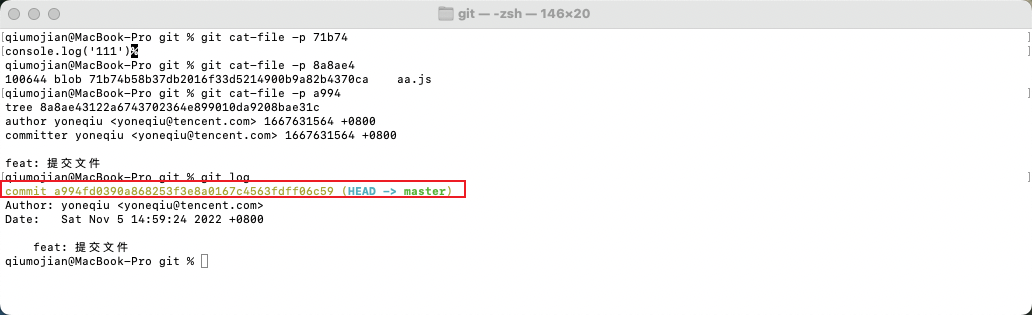 git — -zsh — 146×20
[qiumojian@MacBook-Pro git % git cat-file -p 71b74 ]
[console.log('111')% ]
qiumojian@MacBook-Pro git % git cat-file -p 8a8ae4
100644 blob 71b74b58b37db2016f33d5214900b9a82b4370ca    aa.js
[qiumojian@MacBook-Pro git % git cat-file -p a994 ]
tree 8a8ae43122a6743702364e899010da9208bae31c
author yoneqiu <yoneqiu@tencent.com> 1667631564 +0800
committer yoneqiu <yoneqiu@tencent.com> 1667631564 +0800
feat: 提交文件
[qiumojian@MacBook-Pro git % git log ]
commit a994fd0390a868253f3e8a0167c4563fdff06c59 (HEAD -> master)
Author: yoneqiu <yoneqiu@tencent.com>
Date:   Sat Nov 5 14:59:24 2022 +0800
    feat: 提交文件
qiumojian@MacBook-Pro git %